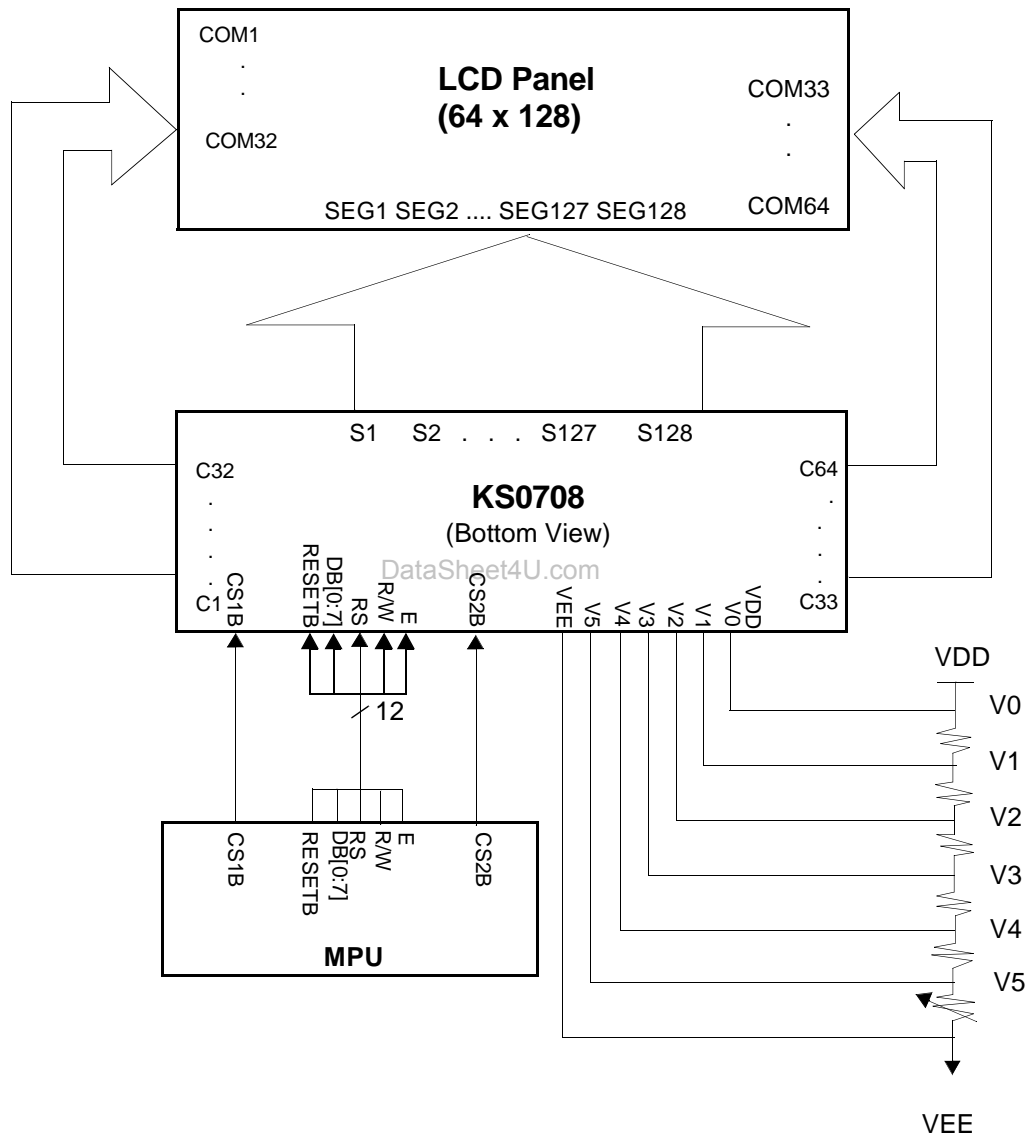 COM1
.
.
COM32
LCD Panel
(64 x 128)
COM33
.
.
COM64
SEG1 SEG2 .... SEG127 SEG128
S1 S2 . . . S127 S128
C32
.
.
.
.
C1
KS0708
(Bottom View)
DataSheet4U.com
C64
.
.
.
.
C33
CS1B
RESETB
DB[0:7]
RS
R/W
E
CS2B
VEE
V5
V4
V3
V2
V1
V0
VDD
12
CS1B
RESETB
DB[0:7]
RS
R/W
E
CS2B
MPU
VDD
V0
V1
V2
V3
V4
V5
VEE